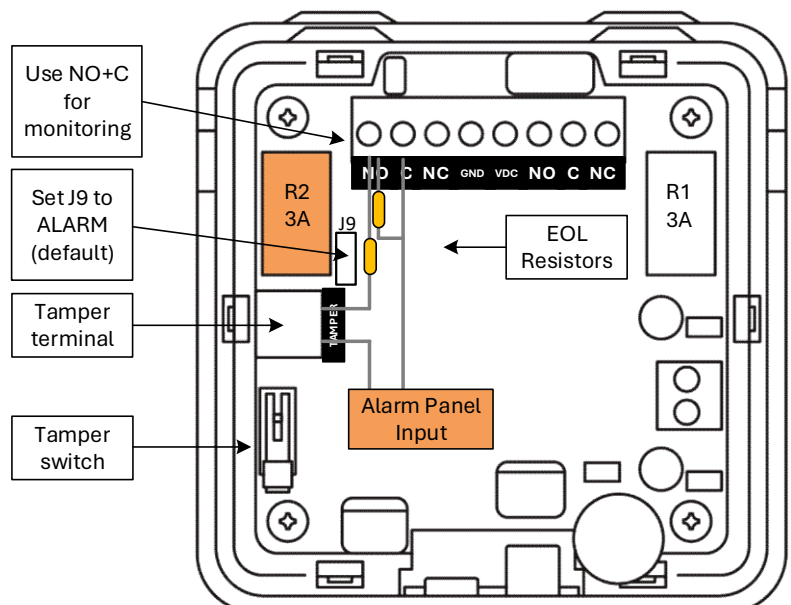 Use NO+C
for
monitoring
NO C NC GND VDC NO C NC
Set J9 to
ALARM
(default)
R2
3A
J9
R1
3A
EOL
Resistors
Tamper
terminal
TAMPER
Alarm Panel
Input
Tamper
switch